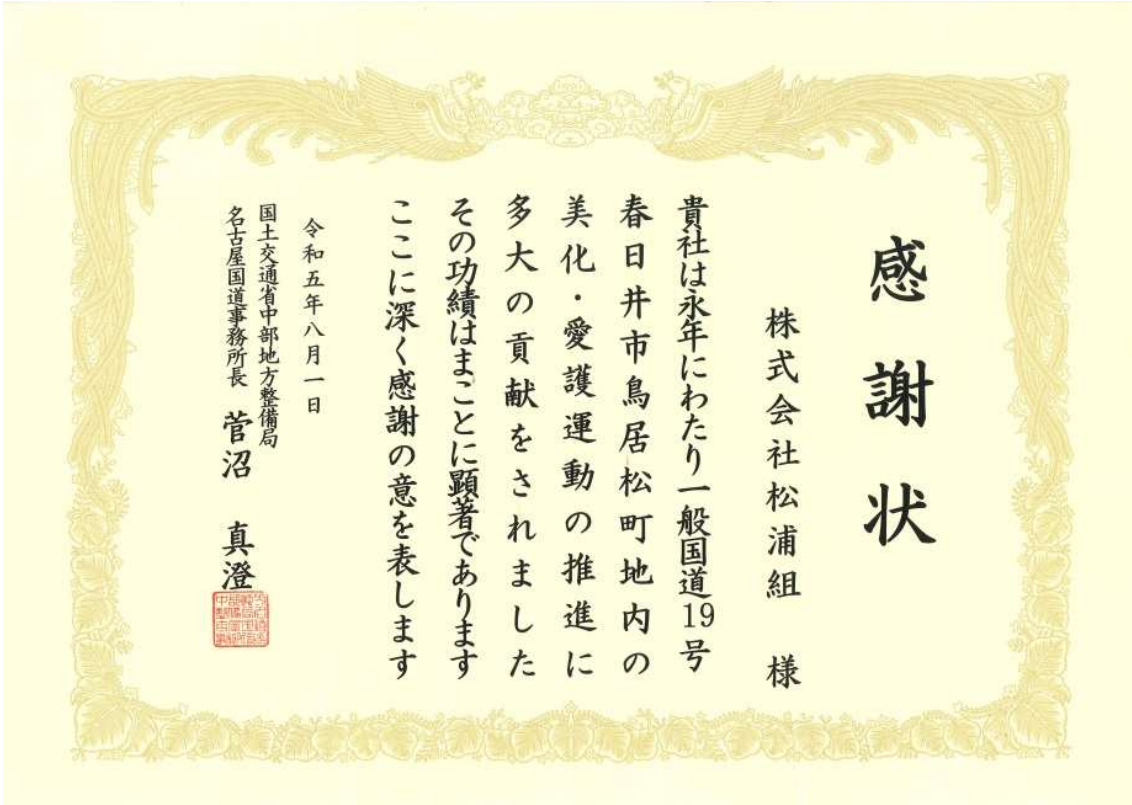 感謝状
株式会社松浦組 様
貴社は永年にわたり一般国道19号
春日井市鳥居松町地内の
美化・愛護運動の推進に
多大の貢献をされました
その功績はまことに顕著であります
ここに深く感謝の意を表します
令和五年八月一日
国土交通省中部地方整備局
名古屋国道事務所長 菅沼 真澄